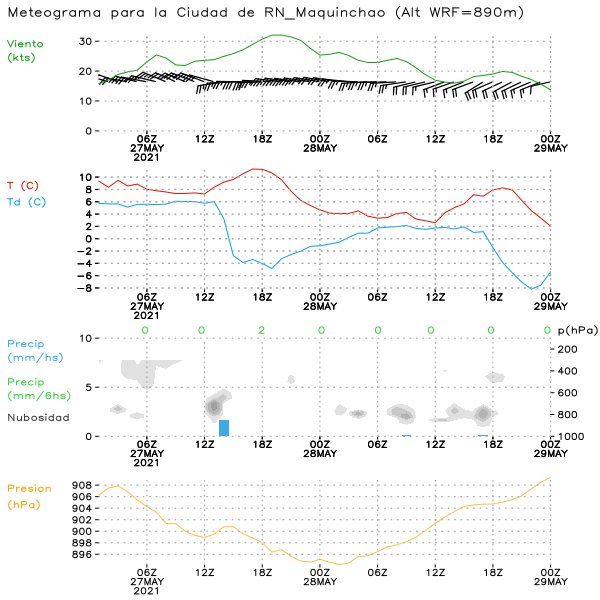 Meteograma para la Ciudad de RN_Maquinchao (Alt WRF=890m)
Viento
(kts)
30
20
10
0
06Z 12Z 18Z 00Z 06Z 12Z 18Z 00Z
27MAY 28MAY 29MAY
2021
T (C)
Td (C)
10
8
6
4
2
0
-2
-4
-6
-8
06Z 12Z 18Z 00Z 06Z 12Z 18Z 00Z
27MAY 28MAY 29MAY
2021
0 0 2 0 0 0 0 0 p(hPa)
Precip
(mm/hs)
Precip
(mm/6hs)
Nubosidad
10
5
0
200
400
600
800
1000
06Z 12Z 18Z 00Z 06Z 12Z 18Z 00Z
27MAY 28MAY 29MAY
2021
Presion
(hPa)
908
906
904
902
900
898
896
06Z 12Z 18Z 00Z 06Z 12Z 18Z 00Z
27MAY 28MAY 29MAY
2021